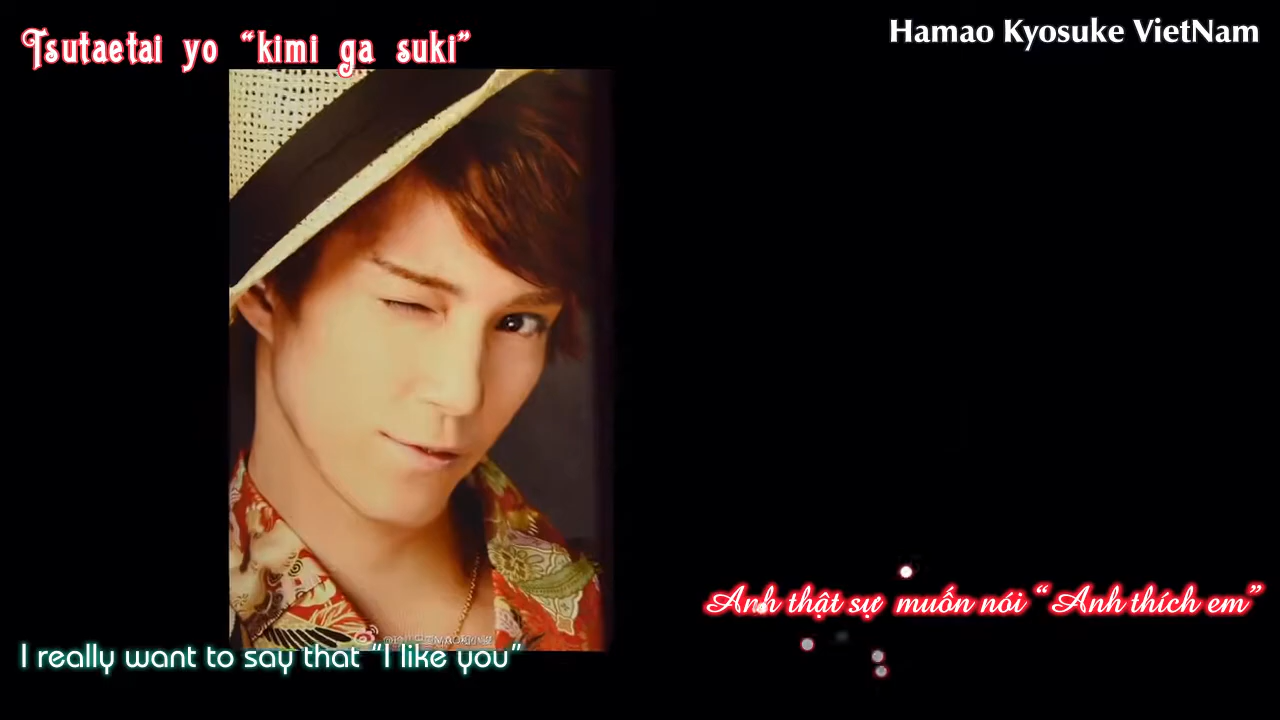 Tsutaetai yo “kimi ga suki”
Hamao Kyosuke VietNam
Anh thật sự muốn nói “Anh thích em”
I really want to say that “I like you”